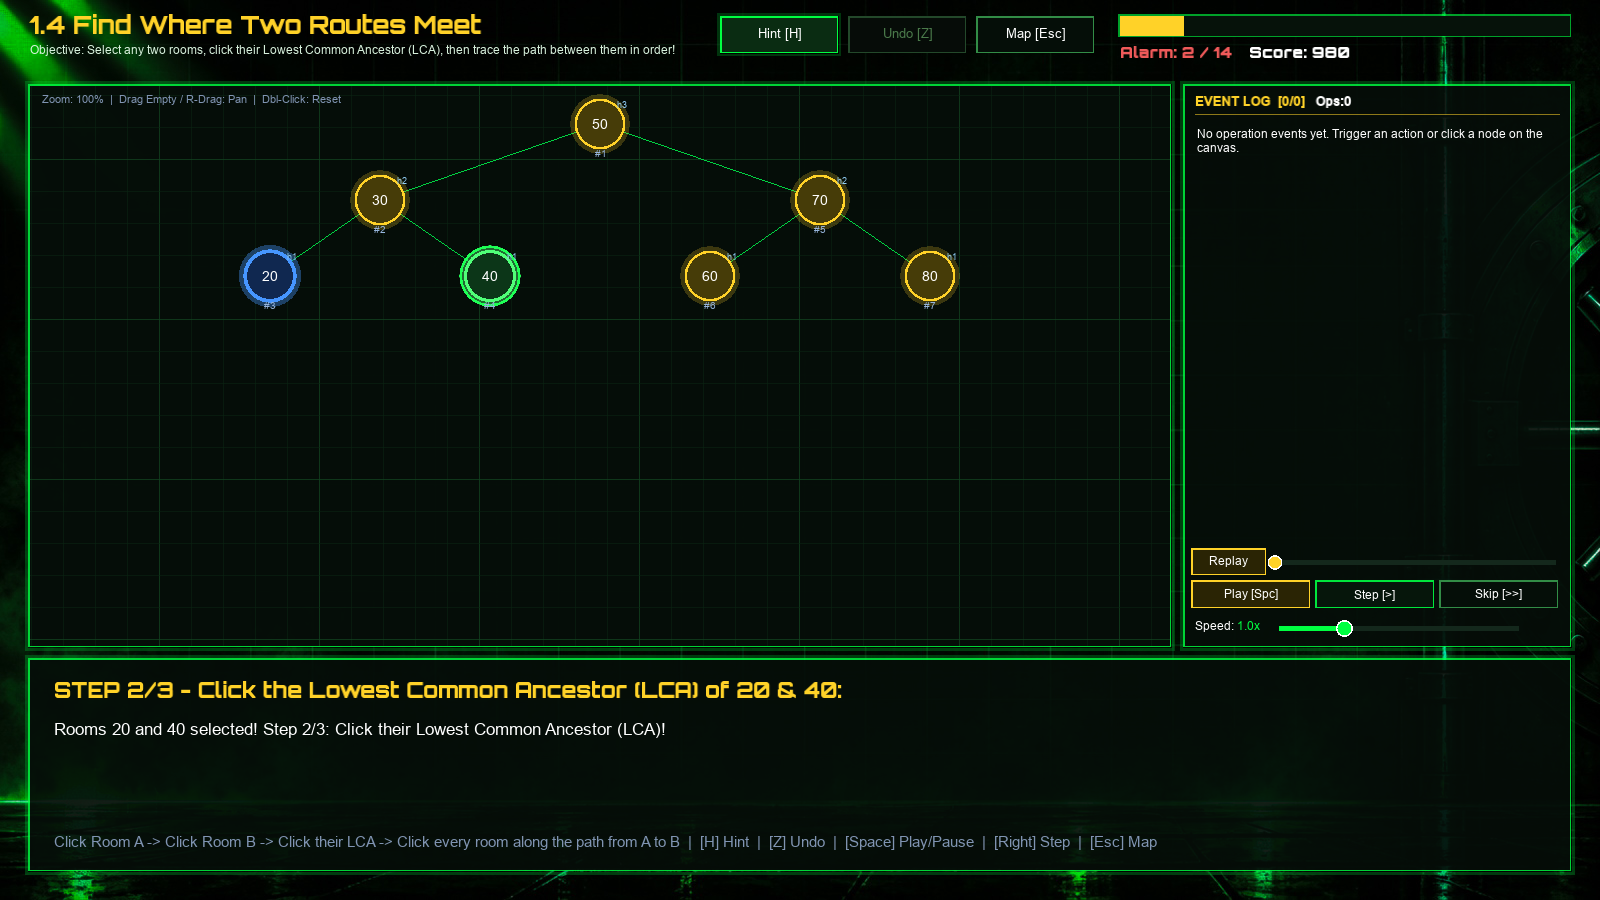 1.4 Find Where Two Routes Meet
Objective: Select any two rooms, click their Lowest Common Ancestor (LCA), then trace the path between them in order!
Hint [H]
Undo [Z]
Map [Esc]
Alarm: 2 / 14
Score: 980
Zoom: 100%  |  Drag Empty / R-Drag: Pan  |  Dbl-Click: Reset
h3
50
#1
h2
30
#2
h2
70
#5
h1
20
#3
40
h1
60
#6
h1
80
#7
EVENT LOG [0/0] Ops:0
No operation events yet. Trigger an action or click a node on the
canvas.
Replay
Play [Spc]
Step [>]
Skip [>>]
Speed: 1.0x
STEP 2/3 - Click the Lowest Common Ancestor (LCA) of 20 & 40:
Rooms 20 and 40 selected! Step 2/3: Click their Lowest Common Ancestor (LCA)!
Click Room A -> Click Room B -> Click their LCA -> Click every room along the path from A to B  |  [H] Hint  |  [Z] Undo  |  [Space] Play/Pause  |  [Right] Step  |  [Esc] Map